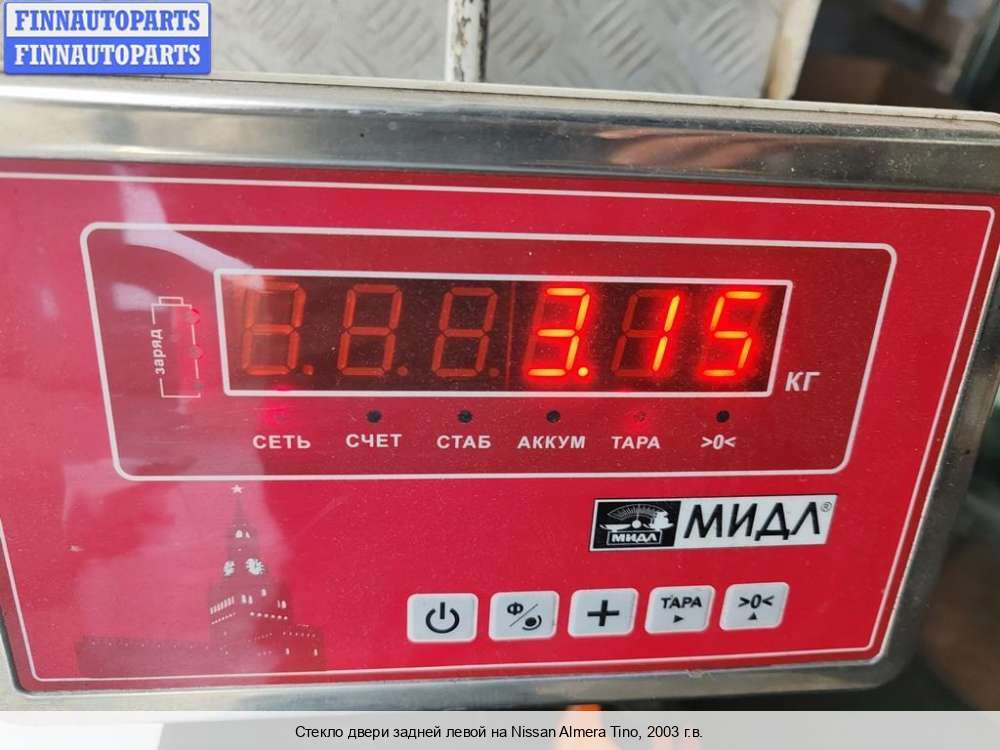 FINNAUTOPARTS
FINNAUTOPARTS
заряд
3.15
КГ
СЕТЬ СЧЕТ СТАБ АККУМ ТАРА >0<
МИДЛ МИДЛ®
Ф ТАРА >0<
Стекло двери задней левой на Nissan Almera Tino, 2003 г.в.